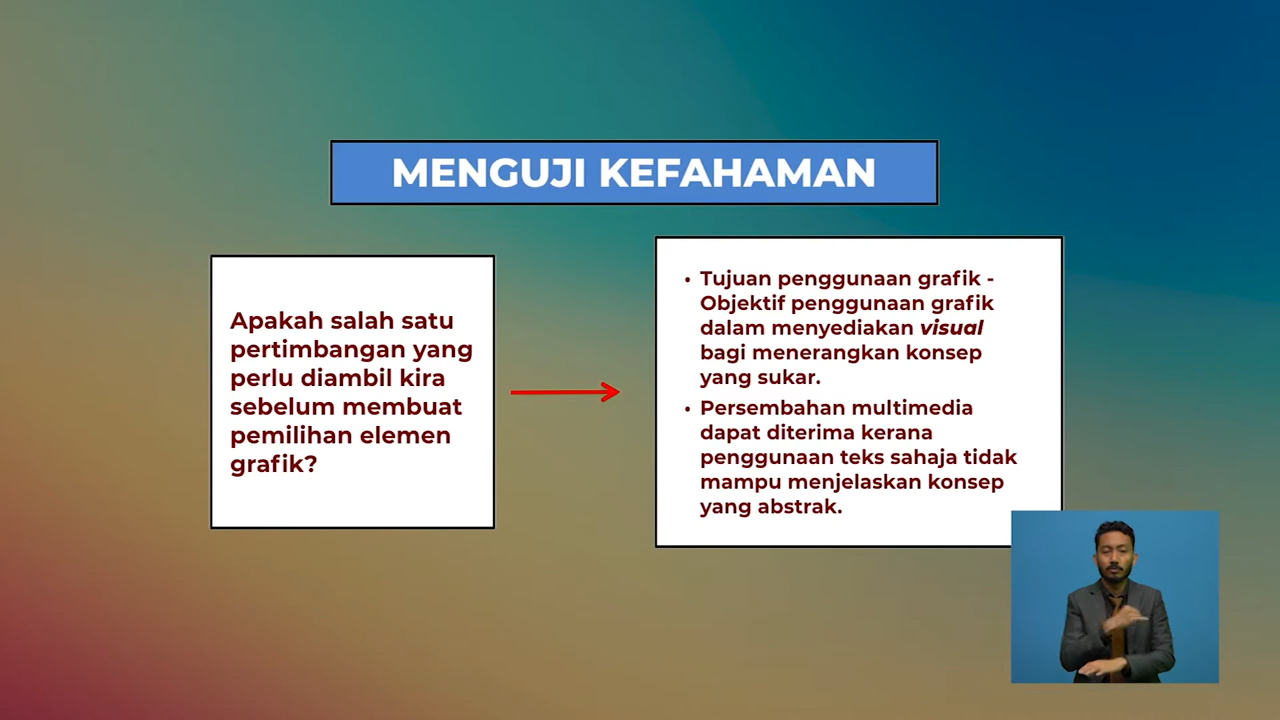 MENGUJI KEFAHAMAN
Apakah salah satu
pertimbangan yang
perlu diambil kira
sebelum membuat
pemilihan elemen
grafik?
• Tujuan penggunaan grafik -
Objektif penggunaan grafik
dalam menyediakan visual
bagi menerangkan konsep
yang sukar.
• Persembahan multimedia
dapat diterima kerana
penggunaan teks sahaja tidak
mampu menjelaskan konsep
yang abstrak.